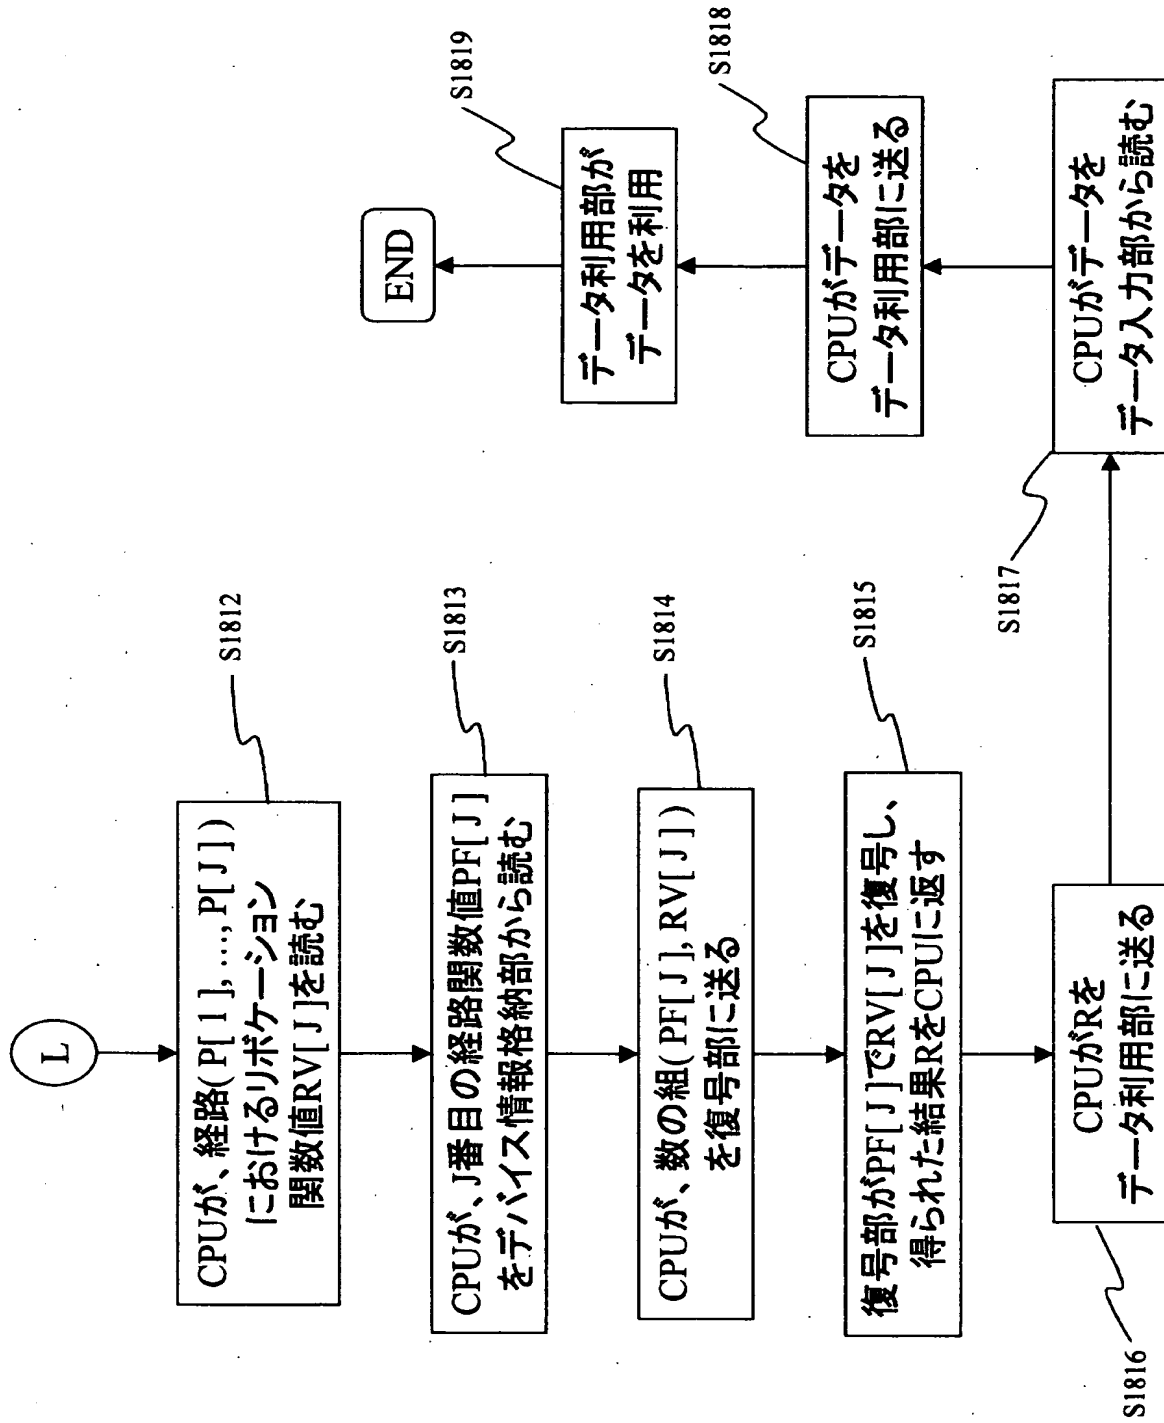 L
S1812
CPUが、経路(P[1],...,P[J])
におけるリボケーション
関数値RV[J]を読む
S1813
CPUが、J番目の経路関数値PF[J]
をデバイス情報格納部から読む
S1814
CPUが、数の組(PF[J],RV[J])
を復号部に送る
S1815
復号部がPF[J]でRV[J]を復号し、
得られた結果RをCPUに返す
S1816
CPUがRを
データ利用部に送る
S1817
CPUがデータを
データ入力部から読む
S1818
CPUがデータを
データ利用部に送る
S1819
データ利用部が
データを利用
END